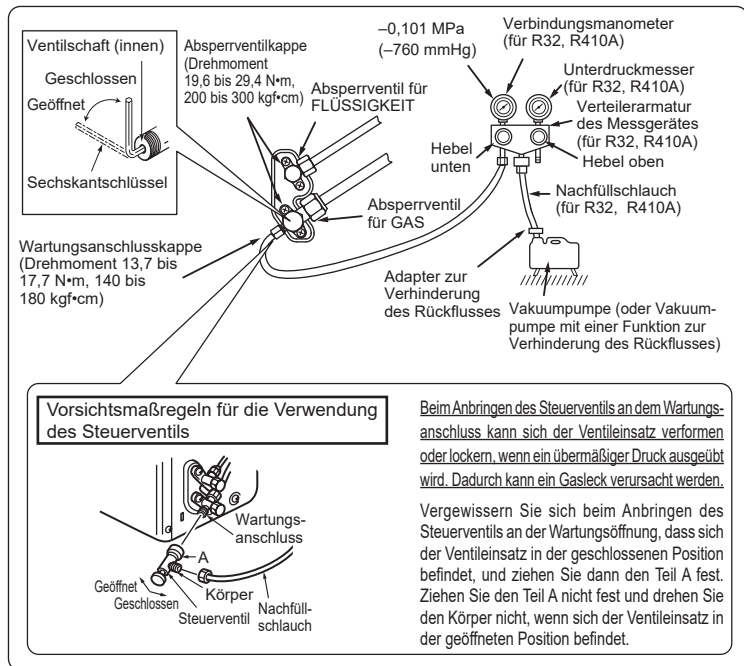 Ventilschaft (innen)
Geschlossen
Geöffnet
Sechskantschlüssel
Absperrventilkappe
(Drehmoment
19,6 bis 29,4 N•m,
200 bis 300 kgf•cm)
Absperrventil für
FLÜSSIGKEIT
Absperrventil
für GAS
Wartungsanschlusskappe
(Drehmoment 13,7 bis
17,7 N•m, 140 bis
180 kgf•cm)
–0,101 MPa
(–760 mmHg)
Verbindungsmanometer
(für R32, R410A)
Unterdruckmesser
(für R32, R410A)
Verteilerarmatur
des Messgerätes
(für R32, R410A)
Hebel
unten
Hebel oben
Nachfüllschlauch
(für R32, R410A)
Adapter zur
Verhinderung
des Rückflusses
Vakuumpumpe (oder Vakuum-
pumpe mit einer Funktion zur
Verhinderung des Rückflusses)
Vorsichtsmaßregeln für die Verwendung
des Steuerventils
Wartungs-
anschluss
A
Körper
Geöffnet
Geschlossen
Steuerventil
Nachfüll-
schlauch
Beim Anbringen des Steuerventils an dem Wartungs-
anschluss kann sich der Ventileinsatz verformen
oder lockern, wenn ein übermäßiger Druck ausgeübt
wird. Dadurch kann ein Gasleck verursacht werden.
Vergewissern Sie sich beim Anbringen des
Steuerventils an der Wartungsöffnung, dass sich
der Ventileinsatz in der geschlossenen Position
befindet, und ziehen Sie dann den Teil A fest.
Ziehen Sie den Teil A nicht fest und drehen Sie
den Körper nicht, wenn sich der Ventileinsatz in
der geöffneten Position befindet.